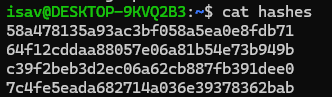 isav@DESKTOP-9KVQ2B3:~$ cat hashes
58a478135a93ac3bf058a5ea0e8fdb71
64f12cddaa88057e06a81b54e73b949b
c39f2beb3d2ec06a62cb887fb391dee0
7c4fe5eada682714a036e39378362bab